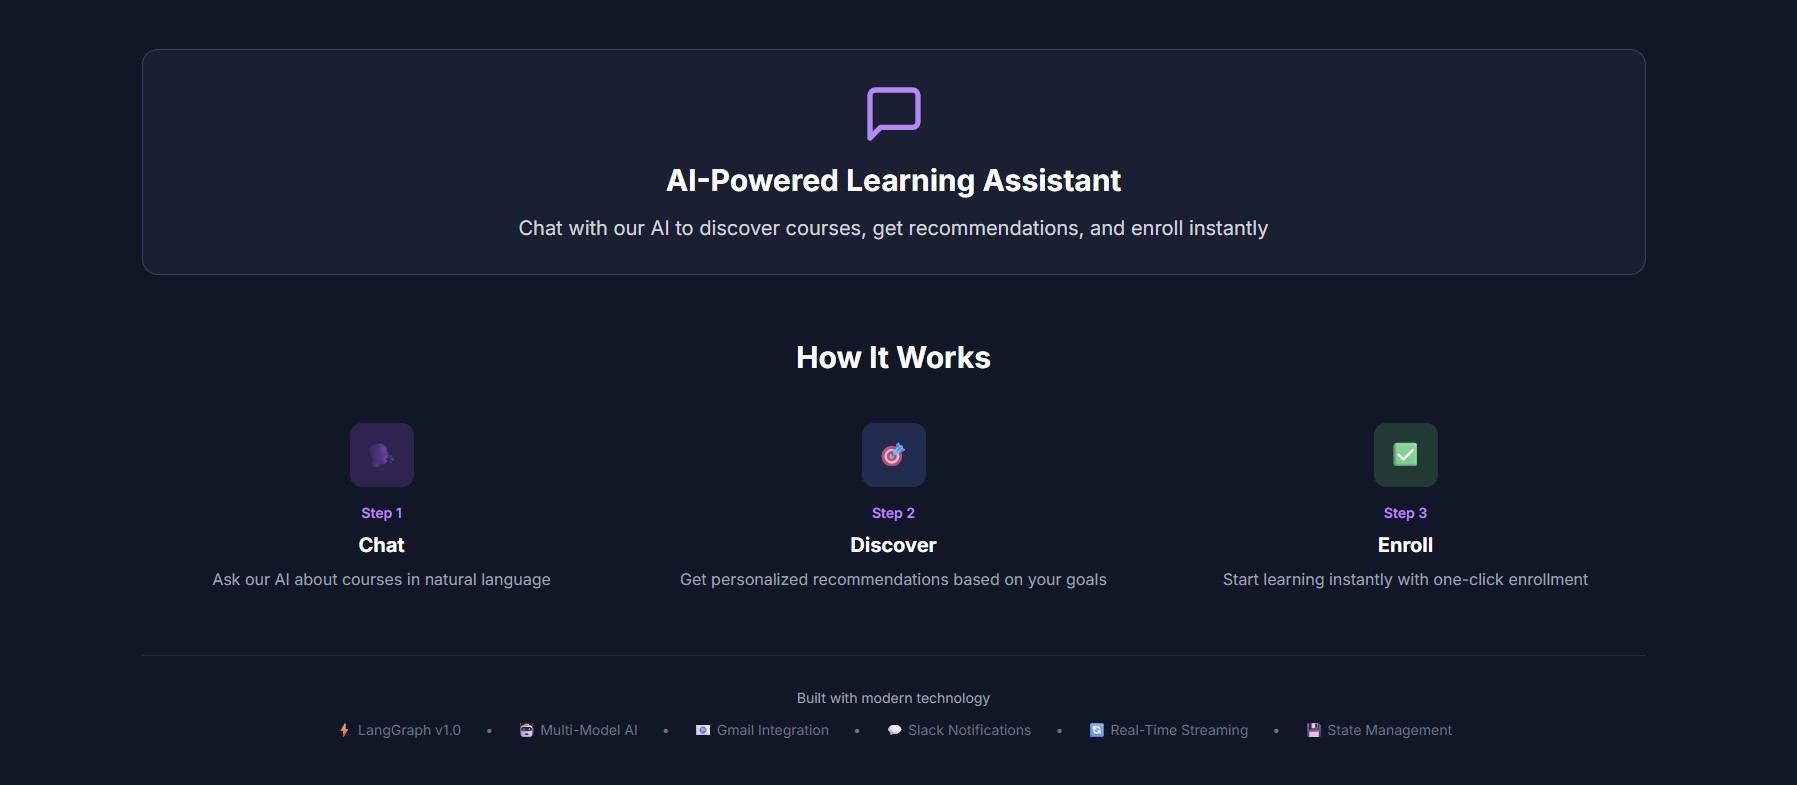 AI-Powered Learning Assistant
Chat with our AI to discover courses, get recommendations, and enroll instantly
How It Works
Step 1
Chat
Ask our AI about courses in natural language
Step 2
Discover
Get personalized recommendations based on your goals
Step 3
Enroll
Start learning instantly with one-click enrollment
Built with modern technology
LangGraph v1.0 • Multi-Model AI • Gmail Integration • Slack Notifications • Real-Time Streaming • State Management